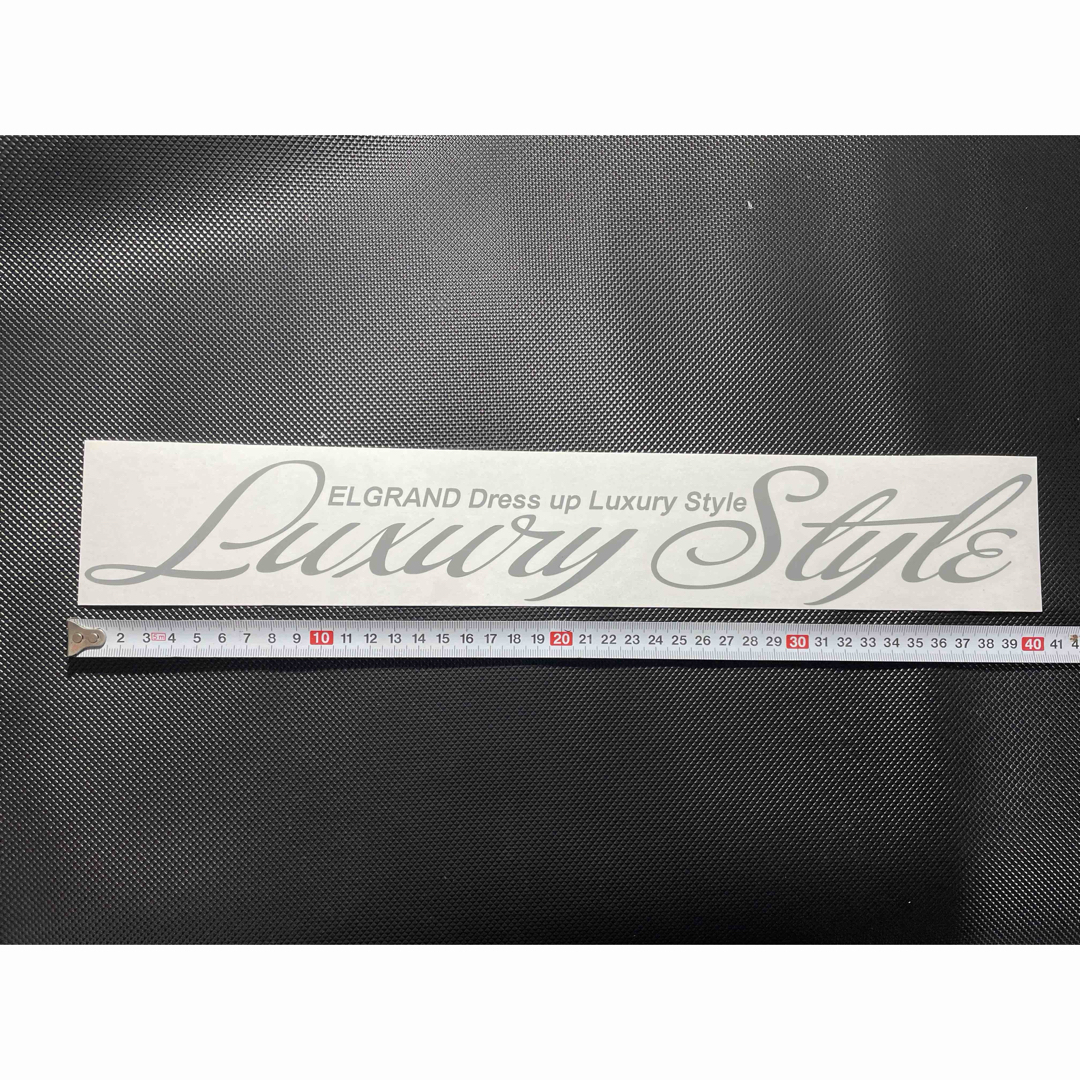 ELGRAND Dress up Luxury Style
Luxury Style
2 3 5m 4 5 6 7 8 9 10 11 12 13 14 15 16 17 18 19 20 21 22 23 24 25 26 27 28 29 30 31 32 33 34 35 36 37 38 39 40 41 4